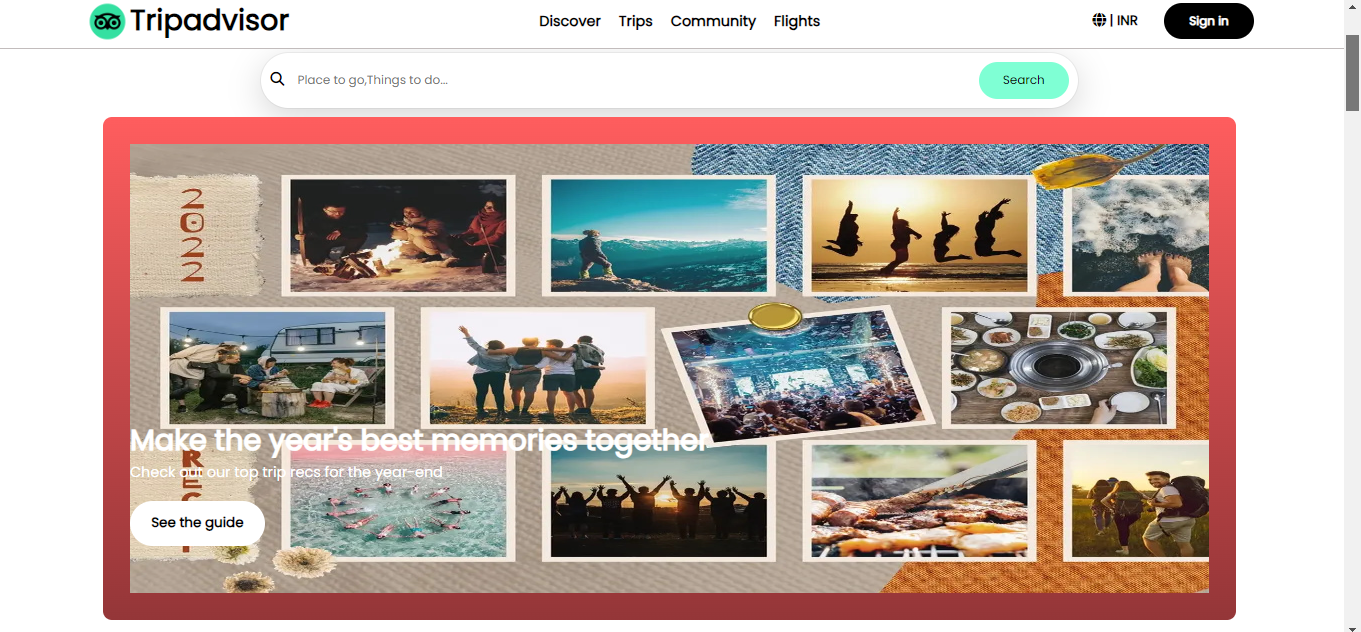 Tripadvisor
Discover Trips Community Flights
| INR
Sign in
Place to go,Things to do...
Search
2022
Make the year's best memories together
Check out our top trip recs for the year-end
See the guide